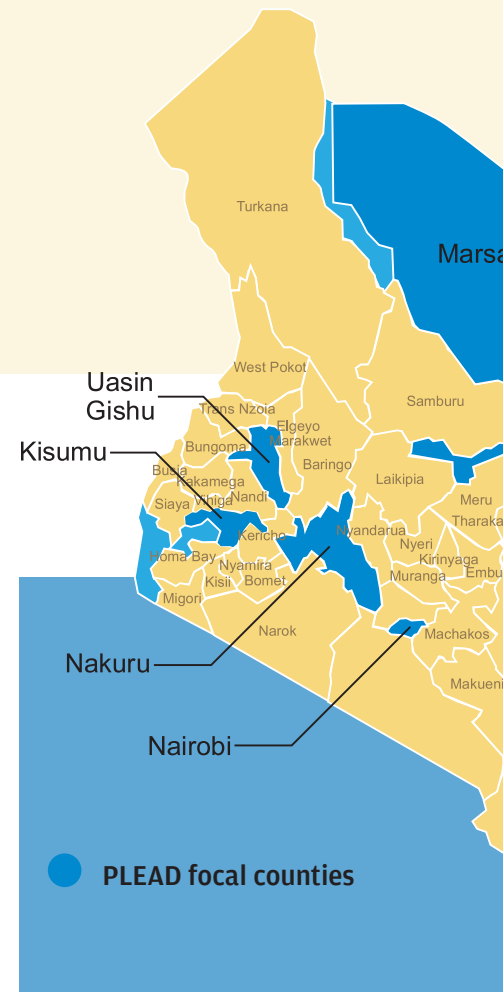 Turkana
Marsa
West Pokot
Uasin
Gishu
Trans Nzoia
Samburu
Elgeyo
Marakwet
Bungoma
Kisumu
Baringo
Busia
Kakamega
Laikipia
Siaya
Vihiga
Nandi
Meru
Tharaka
Kericho
Nyandarua
Nyeri
Homa Bay
Kirinyaga
Nyamira
Embu
Kisii
Bomet
Muranga
Migori
Narok
Machakos
Nakuru
Makueni
Nairobi
PLEAD focal counties